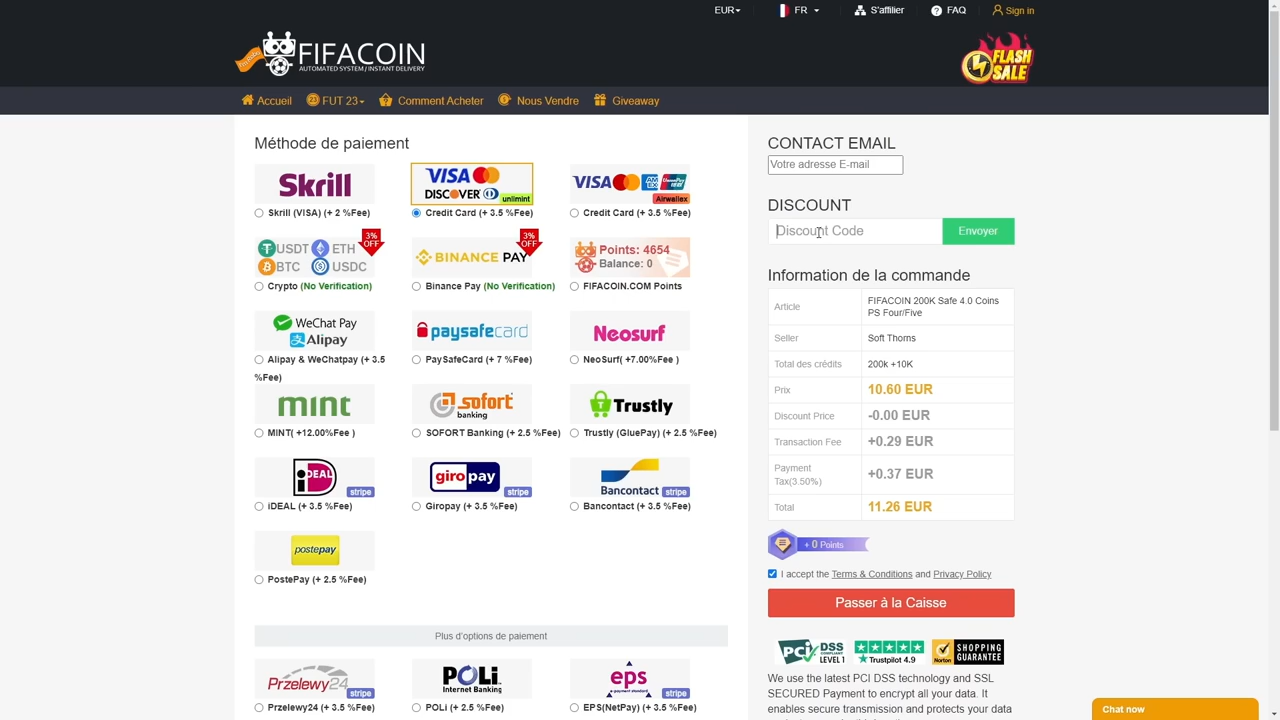 EUR
FR
S'affilier
FAQ
Sign in
FIFACOIN
AUTOMATED SYSTEM / INSTANT DELIVERY
FLASH SALE
Accueil
FUT 23
Comment Acheter
Nous Vendre
Giveaway
Méthode de paiement
Skrill
VISA
DISCOVER
unlimint
VISA
AM EX
UnionPay
Airwallex
Skrill (VISA) (+ 2 %Fee)
Credit Card (+ 3.5 %Fee)
Credit Card (+ 3.5 %Fee)
USDT ETH
BTC USDC
3% OFF
BINANCE PAY
3% OFF
Points: 4654
Balance: 0
Crypto (No Verification)
Binance Pay (No Verification)
FIFACOIN.COM Points
WeChat Pay
Alipay
paysafecard
Neosurf
Alipay & WeChatpay (+ 3.5
%Fee)
PaySafeCard (+ 7 %Fee)
NeoSurf( +7.00%Fee )
mint
sofort
banking
Trustly
MINT( +12.00%Fee )
SOFORT Banking (+ 2.5 %Fee)
Trustly (GluePay) (+ 2.5 %Fee)
iDEAL
stripe
giropay
stripe
Bancontact
stripe
iDEAL (+ 3.5 %Fee)
Giropay (+ 3.5 %Fee)
Bancontact (+ 3.5 %Fee)
postepay
PostePay (+ 2.5 %Fee)
Plus d'options de paiement
Przelewy24
stripe
POLi
Internet Banking
eps
e-payment standard
stripe
Przelewy24 (+ 3.5 %Fee)
POLi (+ 2.5 %Fee)
EPS(NetPay) (+ 3.5 %Fee)
CONTACT EMAIL
Votre adresse E-mail
DISCOUNT
Discount Code
Envoyer
Information de la commande
Article
FIFACOIN 200K Safe 4.0 Coins
PS Four/Five
Seller
Soft Thorns
Total des crédits
200k +10K
Prix
10.60 EUR
Discount Price
-0.00 EUR
Transaction Fee
+0.29 EUR
Payment
Tax(3.50%)
+0.37 EUR
Total
11.26 EUR
+ 0 Points
I accept the Terms & Conditions and Privacy Policy
Passer à la Caisse
PCI DSS
COMPLIANT
LEVEL 1
Trustpilot 4.9
Norton
SHOPPING
GUARANTEE
We use the latest PCI DSS technology and SSL
SECURED Payment to encrypt all your data. It
enables secure transmission and protects your data
Chat now